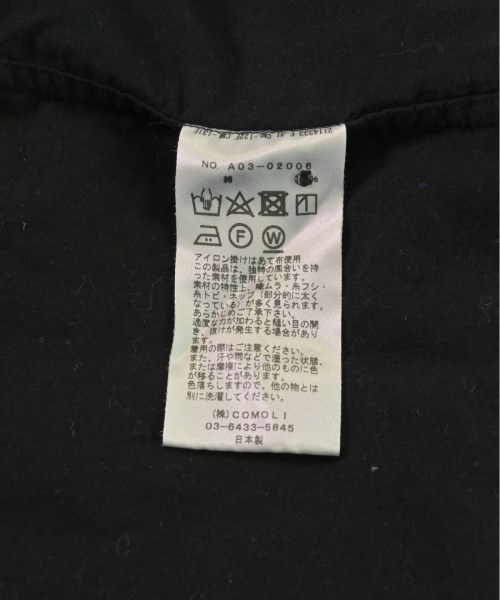 NO. A03-02006
綿
F
W
アイロン掛けはあて布使用
この製品は、独特の風合いを持
った素材を使用しています。
素材の特性上、織ムラ・糸フシ・
糸トビ・ネップ(部分的に太く
なっている)が多く見られます。
あらかじめご了承下さい。
過度な力が加わると縫い目の開
き、抜けが発生する場合があり
ます。
着用の際はご注意ください。
また、汗や雨などで湿った状態、
または摩擦により他のものに色
が移ることがあります。
色落ちしますので、他の物とは
別に洗濯してください。
(株)COMOLI
03-6433-5845
日本製